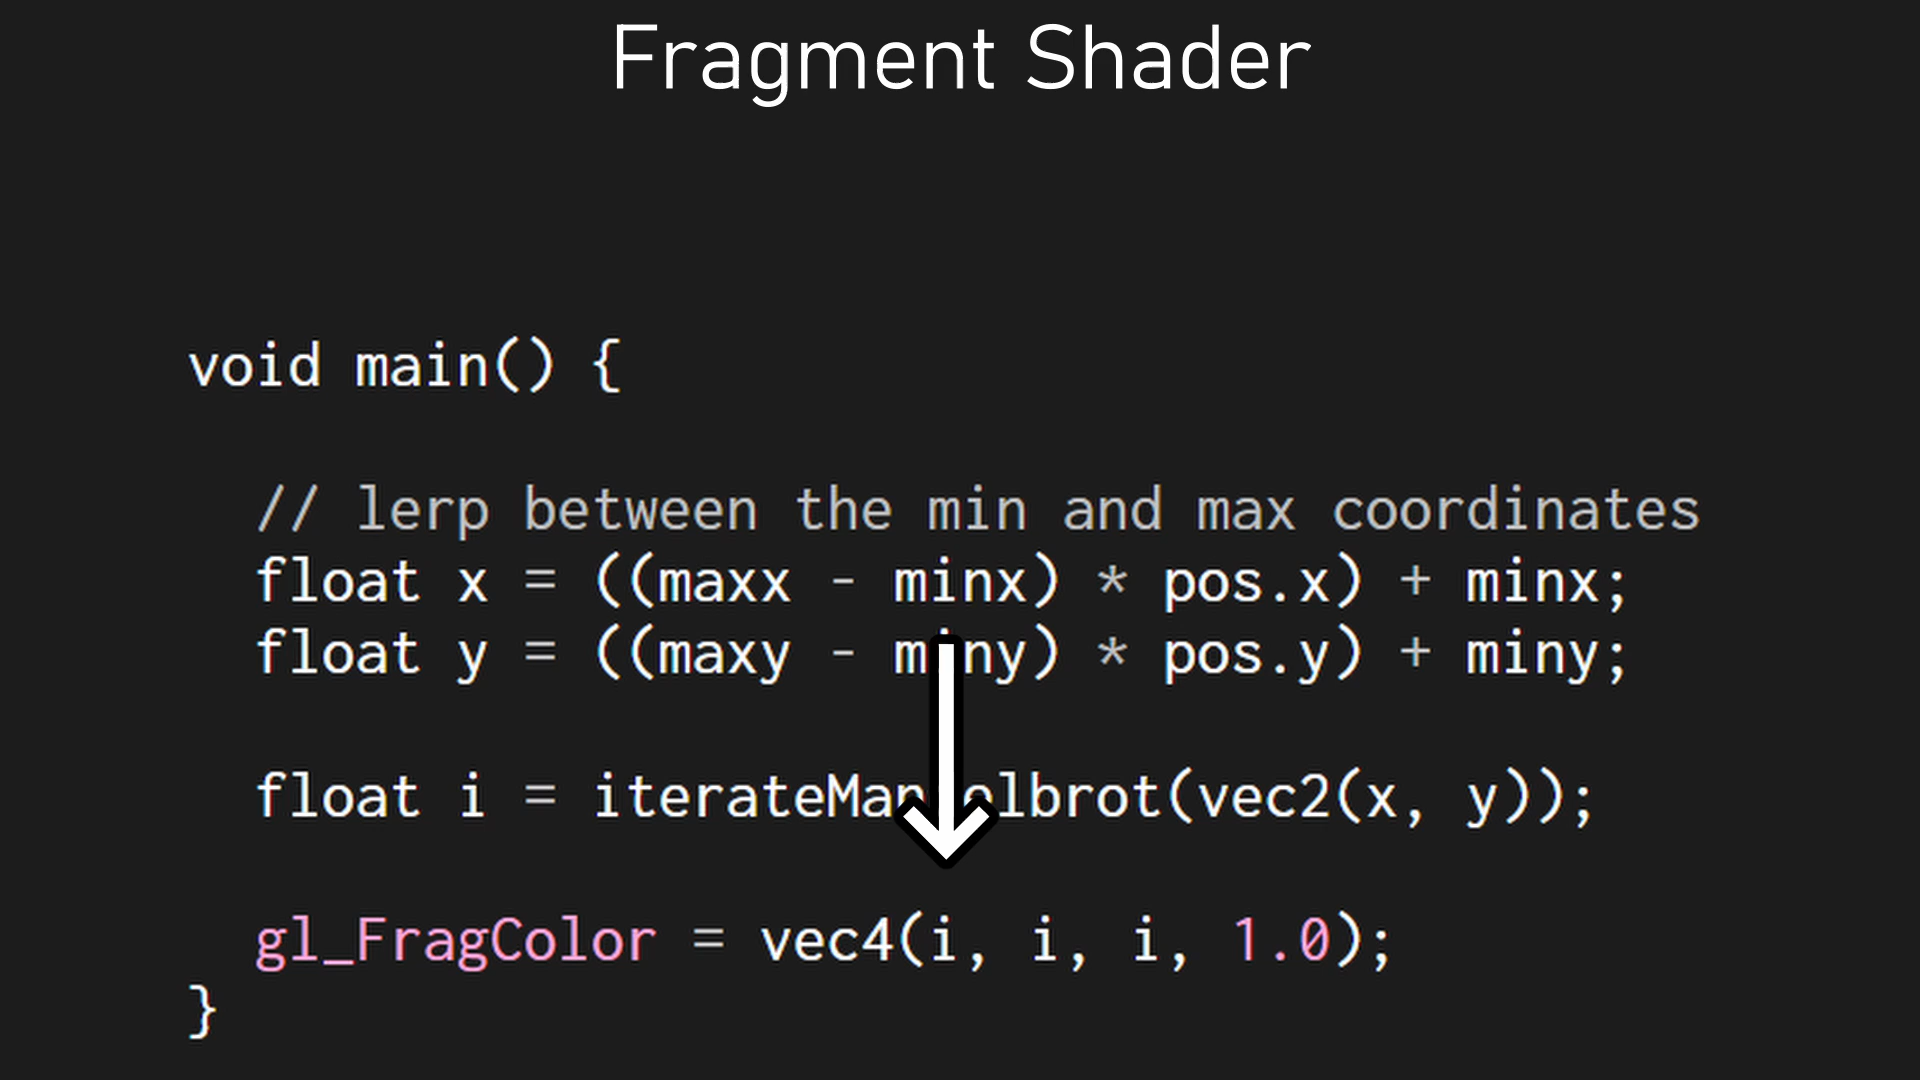 Fragment Shader
void main() {
// lerp between the min and max coordinates
float x = ((maxx - minx) * pos.x) + minx;
float y = ((maxy - miny) * pos.y) + miny;
float i = iterateMandolbrot(vec2(x, y));
gl_FragColor = vec4(i, i, i, 1.0);
}